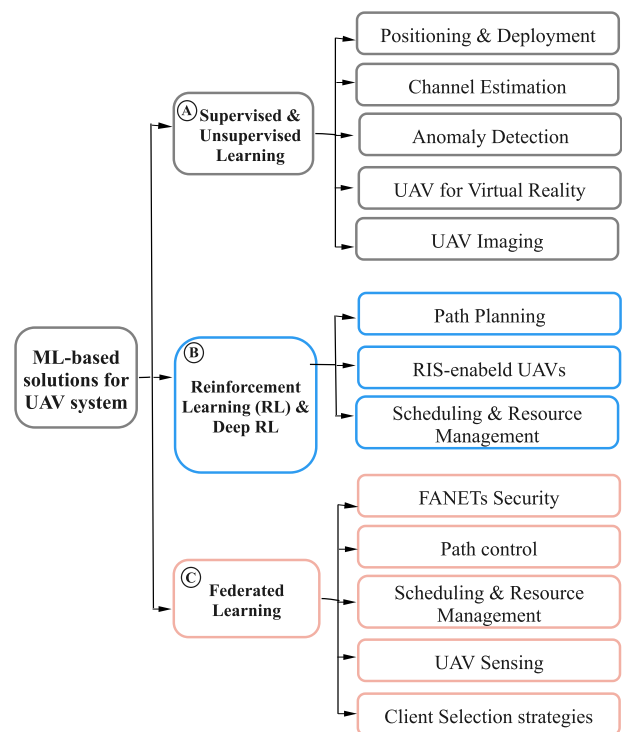 ML-based
solutions for
UAV system
A
Supervised &
Unsupervised
Learning
Positioning & Deployment
Channel Estimation
Anomaly Detection
UAV for Virtual Reality
UAV Imaging
B
Reinforcement
Learning (RL) &
Deep RL
Path Planning
RIS-enabeld UAVs
Scheduling & Resource
Management
C
Federated
Learning
FANETs Security
Path control
Scheduling & Resource
Management
UAV Sensing
Client Selection strategies